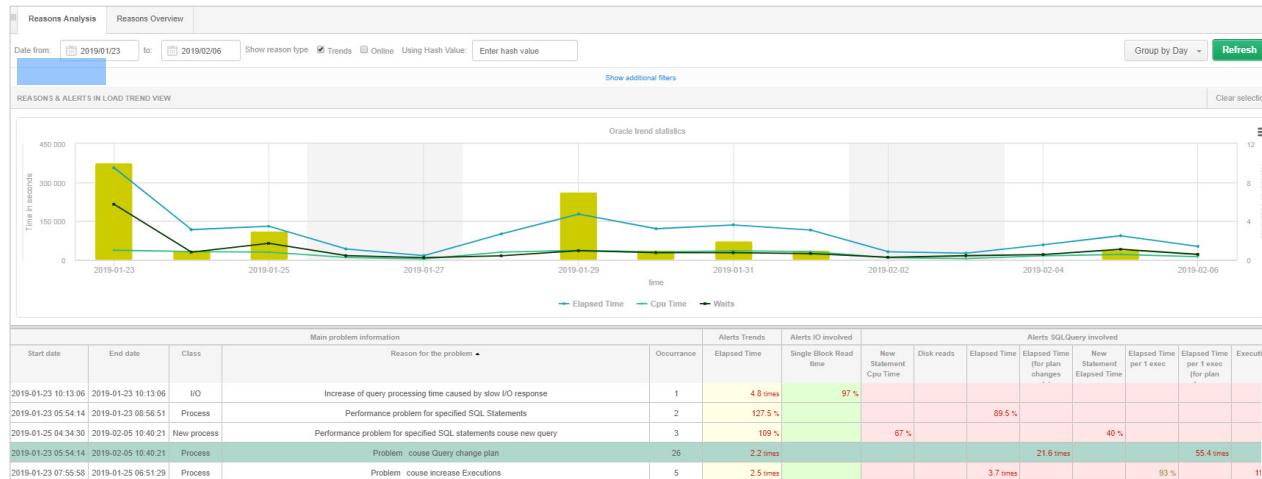 Reasons Analysis Reasons Overview
Date from: 2019/01/23 to: 2019/02/06 Show reason type Trends Online Using Hash Value: Enter hash value Group by Day Refresh
Show additional filters
REASONS & ALERTS IN LOAD TREND VIEW Clear selectio
Oracle trend statistics
450 000 12
300 000 8
150 000 4
0 0
Time in seconds
2019-01-23 2019-01-25 2019-01-27 2019-01-29 2019-01-31 2019-02-02 2019-02-04 2019-02-06
time
Elapsed Time Cpu Time Waits
Main problem information Alerts Trends Alerts IO involved Alerts SQLQuery involved
Start date End date Class Reason for the problem Occurrance Elapsed Time Single Block Read time New Statement Cpu Time Disk reads Elapsed Time Elapsed Time (for plan changes New Statement Elapsed Time Elapsed Time per 1 exec Elapsed Time per 1 exec (for plan Executi
2019-01-23 10:13:06 2019-01-23 10:13:06 I/O Increase of query processing time caused by slow I/O response 1 4.8 times 97 %
2019-01-23 05:54:14 2019-01-23 08:56:51 Process Performance problem for specified SQL Statements 2 127.5 % 89.5 %
2019-01-25 04:34:30 2019-02-05 10:40:21 New process Performance problem for specified SQL statements couse new query 3 109 % 67 % 40 %
2019-01-23 05:54:14 2019-02-05 10:40:21 Process Problem couse Query change plan 26 2.2 times 21.6 times 55.4 times
2019-01-23 07:55:58 2019-01-25 06:51:29 Process Problem couse increase Executions 5 2.5 times 3.7 times 93 % 11